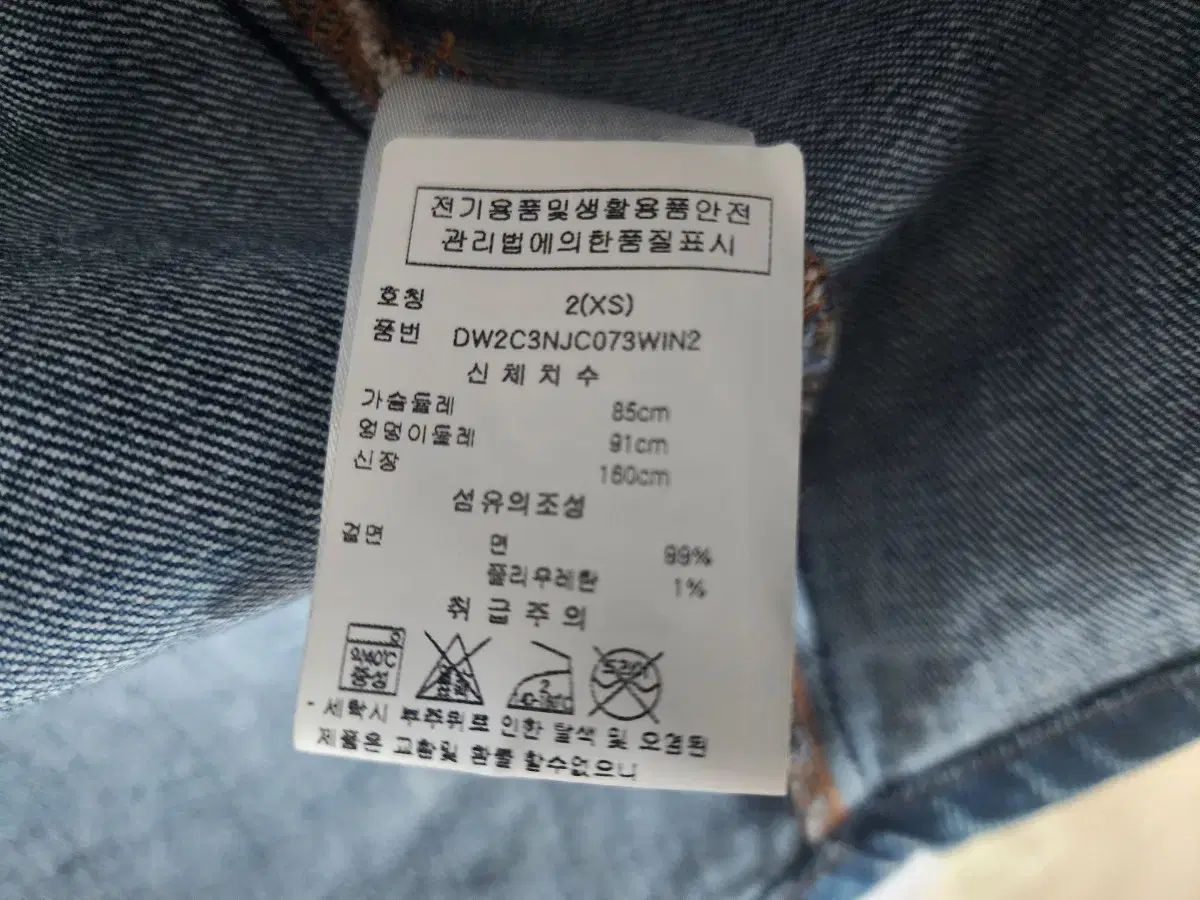 전기용품및생활용품안전
관리법에의한품질표시
호칭 2(XS)
품번 DW2C3NJC073WIN2
신 체 치 수
가슴둘레 85cm
엉덩이둘레 91cm
신장 160cm
섬유의조성
겉면 면 99%
폴리우레탄 1%
취 급 주 의
약40℃
중성
- 세탁시 부주위로 인한 탈색 및 오염된
제품은 교환및 환불 할수없으니